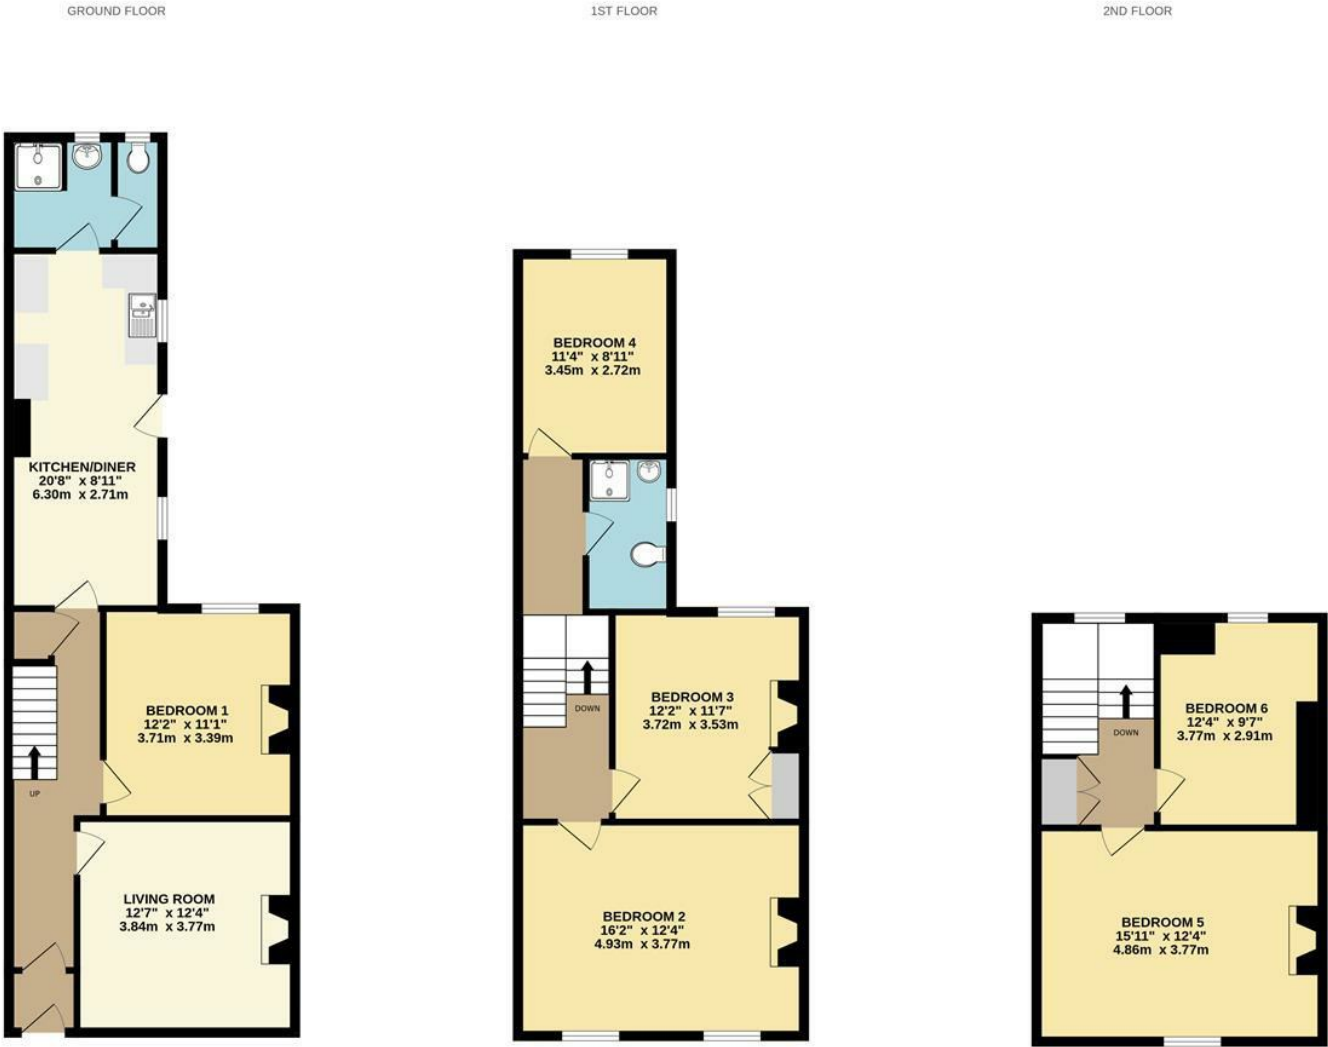 GROUND FLOOR
KITCHEN/DINER
20'8" x 8'11"
6.30m x 2.71m
BEDROOM 1
12'2" x 11'1"
3.71m x 3.39m
UP
LIVING ROOM
12'7" x 12'4"
3.84m x 3.77m
1ST FLOOR
BEDROOM 4
11'4" x 8'11"
3.45m x 2.72m
BEDROOM 3
12'2" x 11'7"
3.72m x 3.53m
DOWN
BEDROOM 2
16'2" x 12'4"
4.93m x 3.77m
2ND FLOOR
BEDROOM 6
12'4" x 9'7"
3.77m x 2.91m
DOWN
BEDROOM 5
15'11" x 12'4"
4.86m x 3.77m